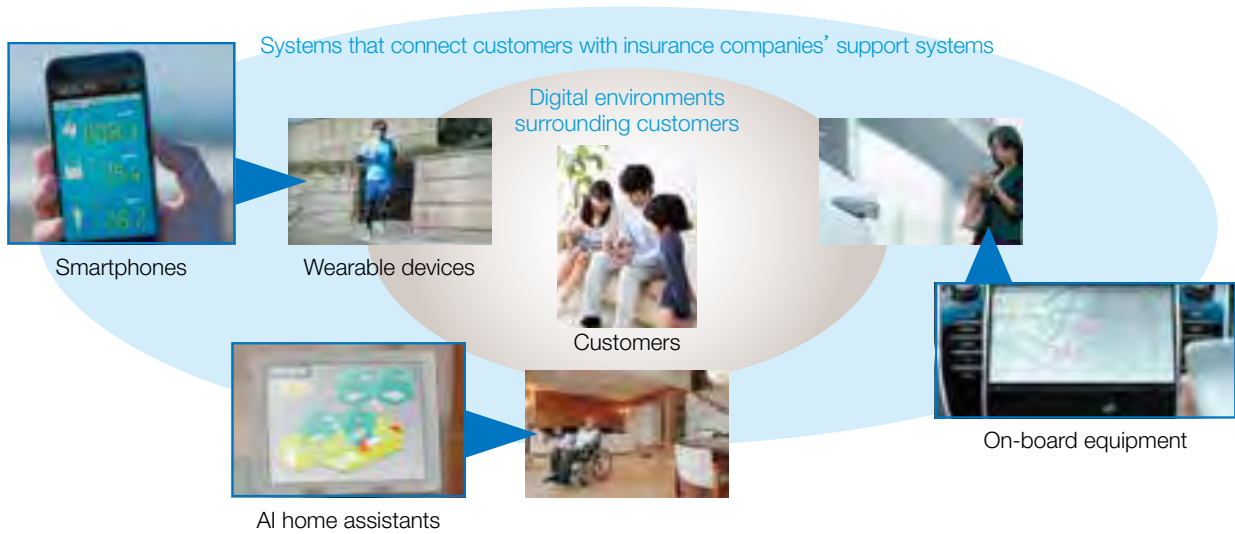 Systems that connect customers with insurance companies’ support systems
Digital environments
surrounding customers
Smartphones
Wearable devices
Customers
On-board equipment
AI home assistants